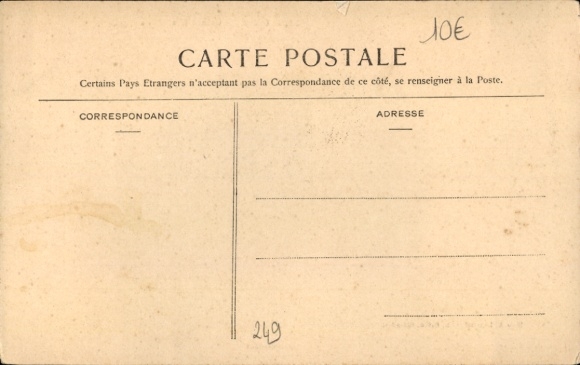 10€
CARTE POSTALE
Certains Pays Etrangers n'acceptant pas la Correspondance de ce côté, se renseigner à la Poste.
CORRESPONDANCE
ADRESSE
249